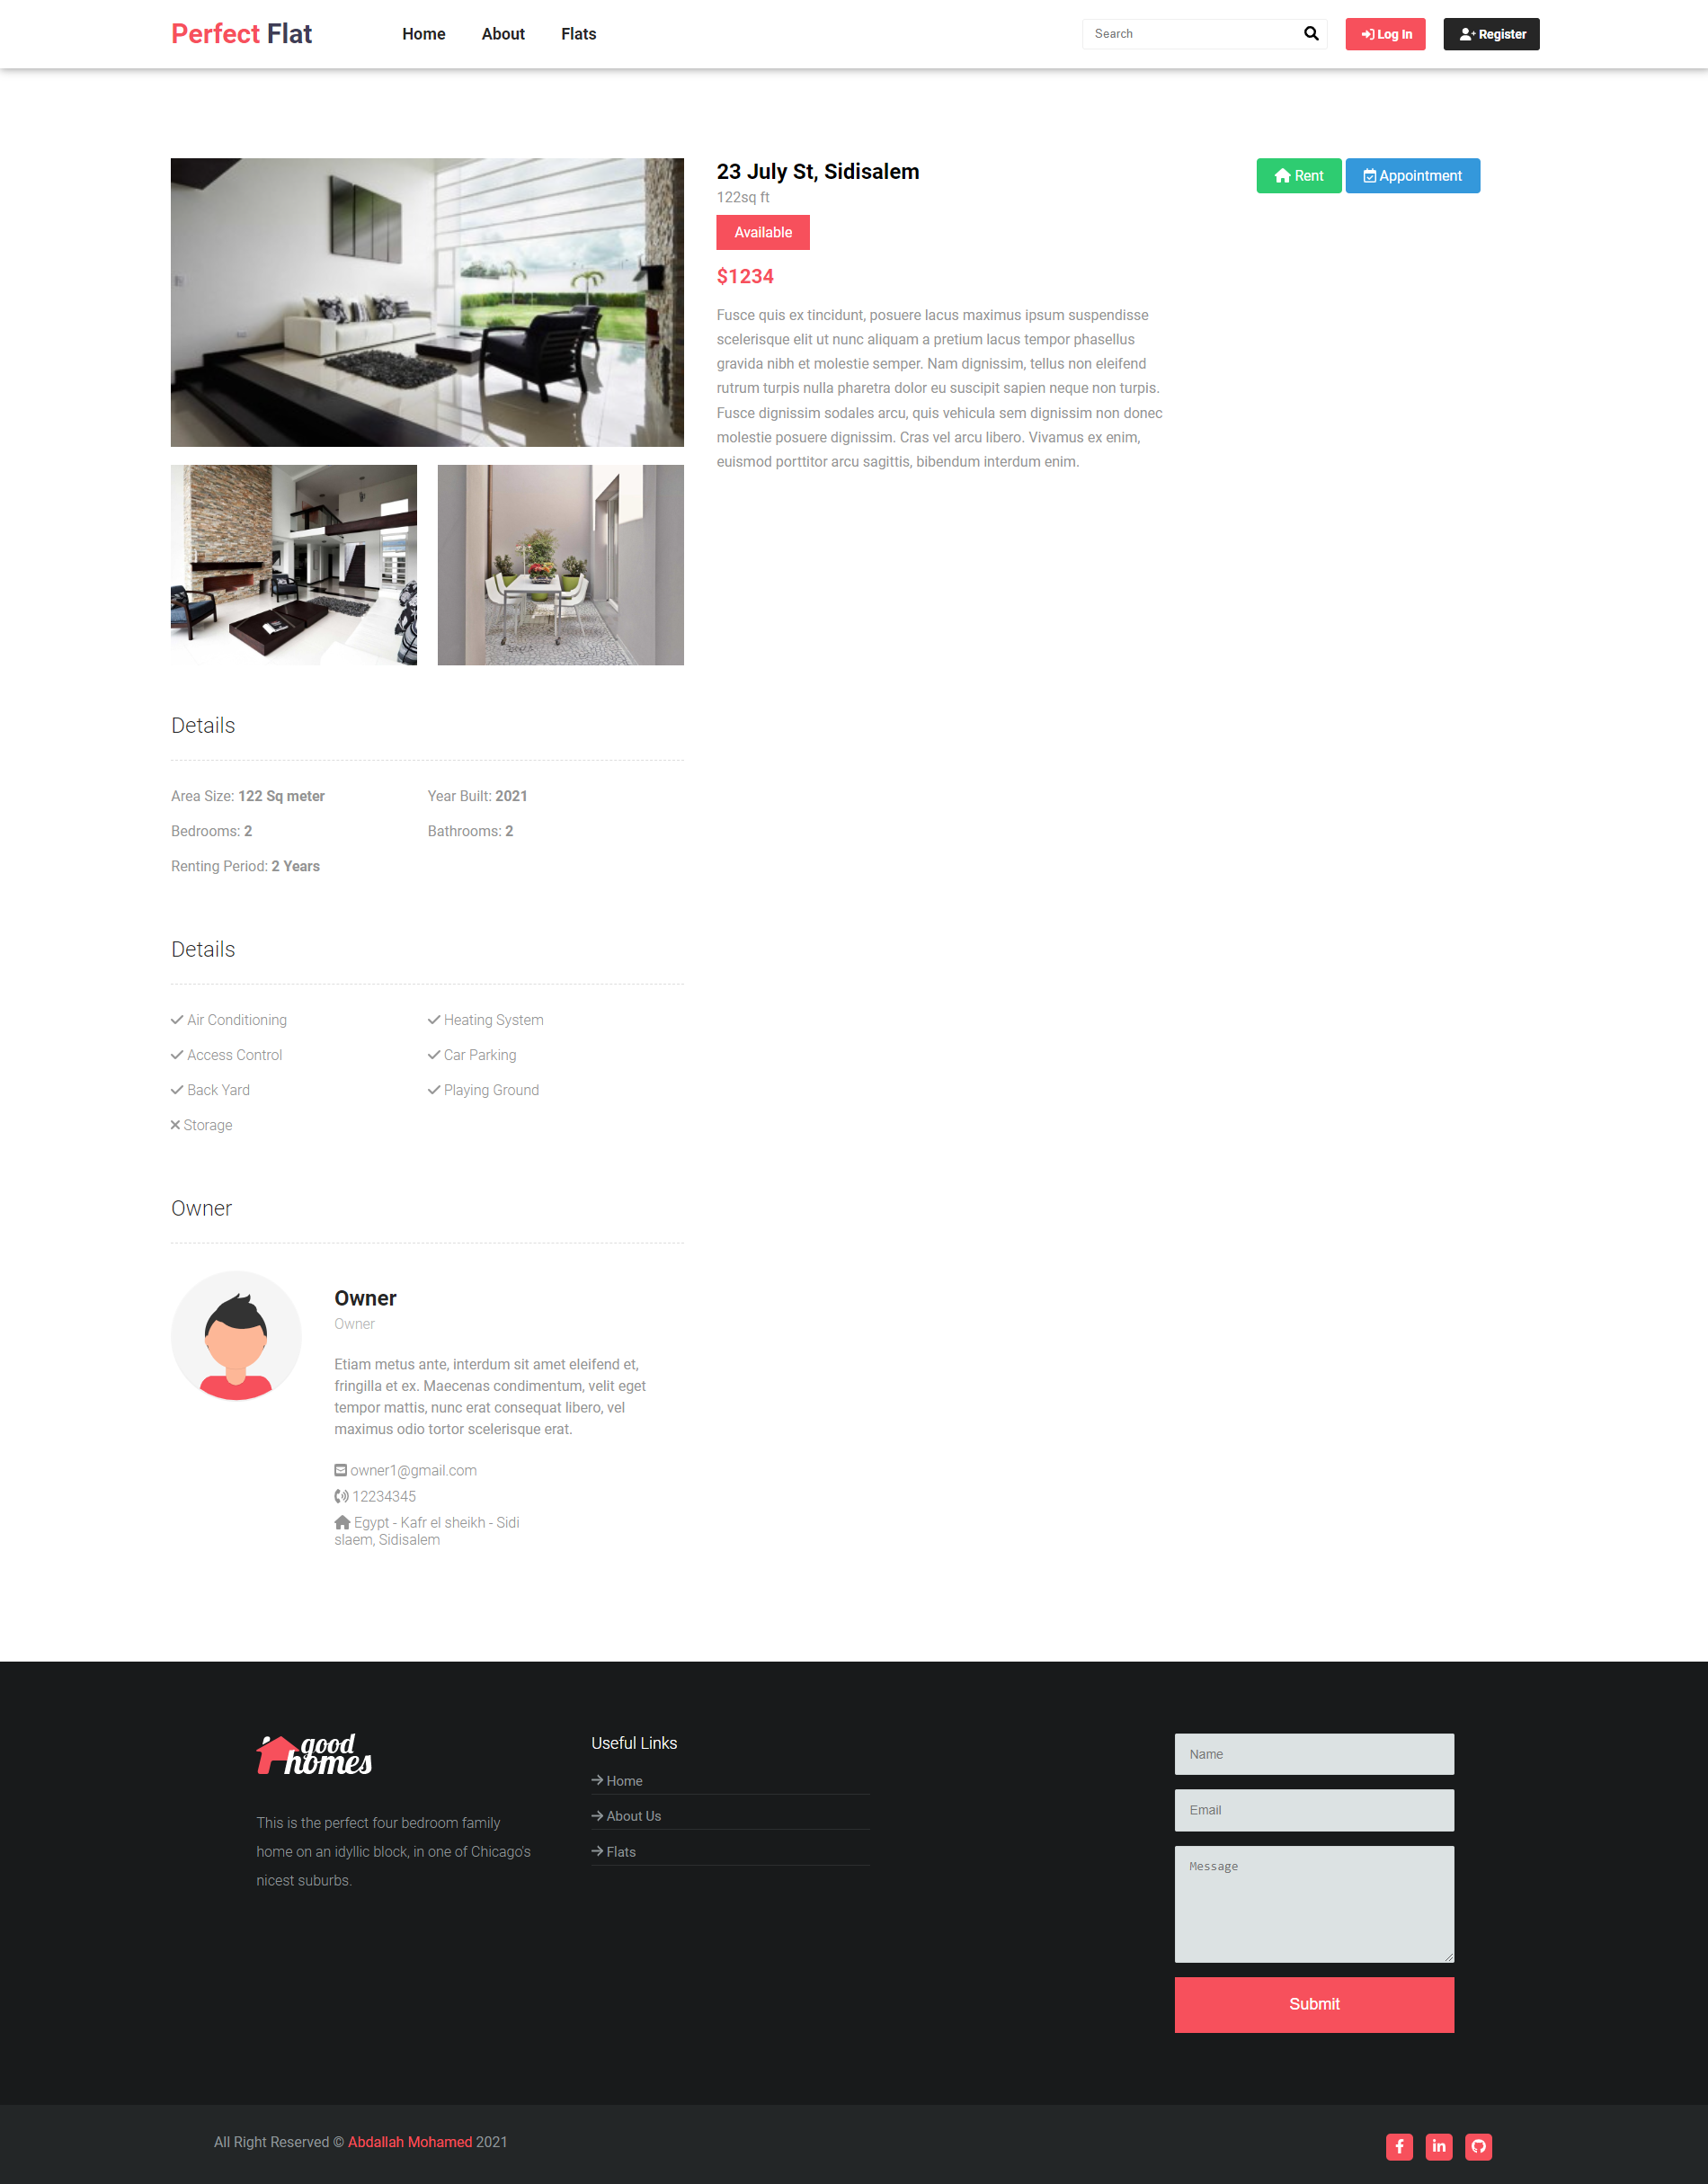 Perfect Flat
Home
About
Flats
Search
Log In
Register
23 July St, Sidisalem
122sq ft
Available
$1234
Fusce quis ex tincidunt, posuere lacus maximus ipsum suspendisse
scelerisque elit ut nunc aliquam a pretium lacus tempor phasellus
gravida nibh et molestie semper. Nam dignissim, tellus non eleifend
rutrum turpis nulla pharetra dolor eu suscipit sapien neque non turpis.
Fusce dignissim sodales arcu, quis vehicula sem dignissim non donec
molestie posuere dignissim. Cras vel arcu libero. Vivamus ex enim,
euismod porttitor arcu sagittis, bibendum interdum enim.
Rent
Appointment
Details
Area Size: 122 Sq meter
Year Built: 2021
Bedrooms: 2
Bathrooms: 2
Renting Period: 2 Years
Details
Air Conditioning
Heating System
Access Control
Car Parking
Back Yard
Playing Ground
Storage
Owner
Owner
Owner
Etiam metus ante, interdum sit amet eleifend et,
fringilla et ex. Maecenas condimentum, velit eget
tempor mattis, nunc erat consequat libero, vel
maximus odio tortor scelerisque erat.
owner1@gmail.com
12234345
Egypt - Kafr el sheikh - Sidi
slaem, Sidisalem
good
homes
This is the perfect four bedroom family
home on an idyllic block, in one of Chicago's
nicest suburbs.
Useful Links
Home
About Us
Flats
Name
Email
Message
Submit
All Right Reserved © Abdallah Mohamed 2021